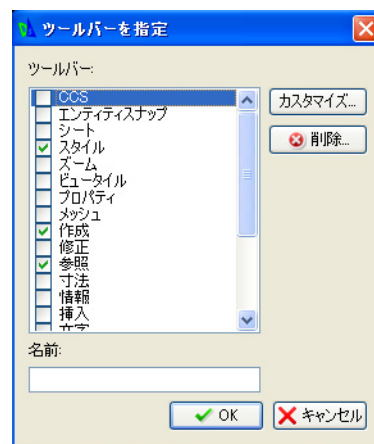 ツールバーを指定
ツールバー:
CCS
エンティティスナップ
シート
スタイル
ズーム
ビュータイル
プロパティ
メッシュ
作成
修正
参照
寸法
情報
挿入
文字
カスタマイズ...
削除...
名前:
OK
キャンセル